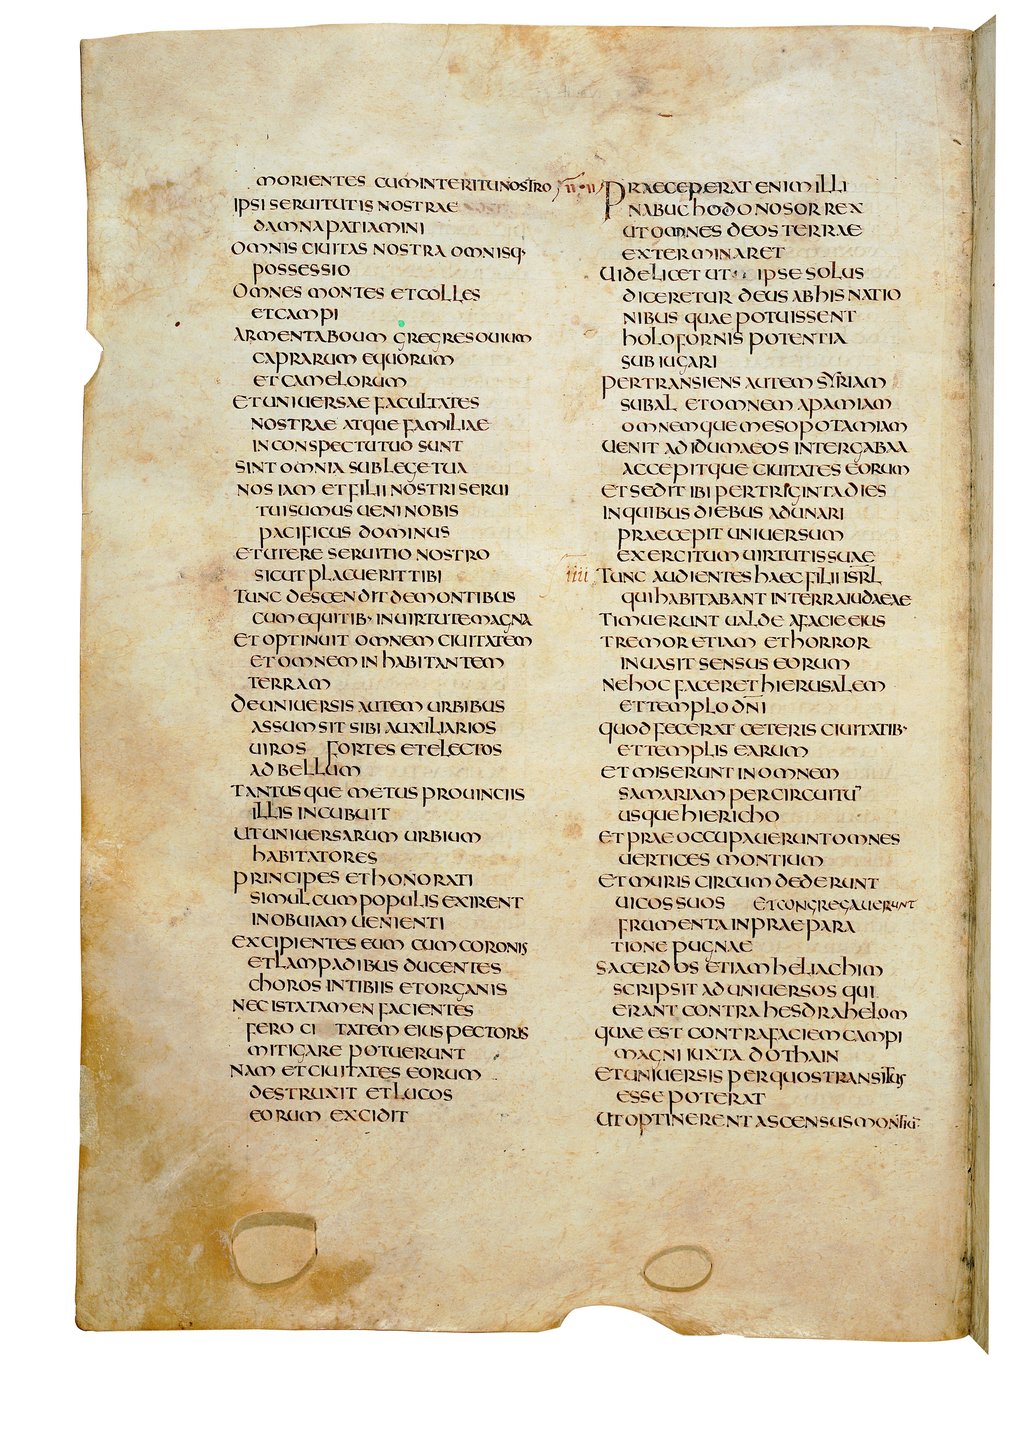 MORIENTES CUM INTERITU NOSTRO
IPSI SERUITUTIS NOSTRAE
DAMNA PATIAMINI
OMNIS CIUITAS NOSTRA OMNISQ·
POSSESSIO
OMNES MONTES ET COLLES
ET CAMPI
ARMENTA BOUM GREGRES OUIUM
CAPRARUM EQUORUM
ET CAMELORUM
ET UNIUERSAE FACULTATES
NOSTRAE ATQUE FAMILIAE
IN CONSPECTU TUO SUNT
SINT OMNIA SUB LEGE TUA
NOS IAM ET FILII NOSTRI SERUI
TUI SUMUS UENI NOBIS
PACIFICUS DOMINUS
ET UTERE SERUITIO NOSTRO
SICUT PLACUERIT TIBI
TUNC DESCENDIT DE MONTIBUS
CUM EQUITIB· IN UIRTUTE MAGNA
ET OPTINUIT OMNEM CIUITATEM
ET OMNEM INHABITANTEM
TERRAM
DE UNIUERSIS AUTEM URBIBUS
ASSUMSIT SIBI AUXILIARIOS
UIROS FORTES ET ELECTOS
AD BELLUM
TANTUSQUE METUS PROUINCIIS
ILLIS INCUBUIT
UT UNIUERSARUM URBIUM
HABITATORES
PRINCIPES ET HONORATI
SIMUL CUM POPULIS EXIRENT
IN OBUIAM UENIENTI
EXCIPIENTES EUM CUM CORONIS
ET LAMPADIBUS DUCENTES
CHOROS IN TIBIIS ET ORGANIS
NEC ISTA TAMEN FACIENTES
FEROCI TATEM EIUS PECTORIS
MITIGARE POTUERUNT
NAM ET CIUITATES EORUM
DESTRUXIT ET LUCOS
EORUM EXCIDIT
PRAECEPERAT ENIM ILLI
NABUCHODONOSOR REX
UT OMNES DEOS TERRAE
EXTERMINARET
UIDELICET UT IPSE SOLUS
DICERETUR DEUS AB HIS NATIO
NIBUS QUAE POTUISSENT
HOLOFORNIS POTENTIA
SUBIUGARI
PERTRANSIENS AUTEM SYRIAM
SUBAL ET OMNEM APAMIAM
OMNEMQUE MESOPOTAMIAM
UENIT AD IDUMAEOS IN TERGABAA
ACCEPITQUE CIUITATES EORUM
ET SEDIT IBI PER TRIGINTA DIES
IN QUIBUS DIEBUS ADUNARI
PRAECEPIT UNIUERSUM
EXERCITUM UIRTUTIS SUAE
IIII TUNC AUDIENTES HAEC FILII ISRL
QUI HABITABANT IN TERRA IUDAEAE
TIMUERUNT UALDE A FACIE EIUS
TREMOR ETIAM ET HORROR
INUASIT SENSUS EORUM
NE HOC FACERET HIERUSALEM
ET TEMPLO DNI
QUOD FECERAT CETERIS CIUITATIB·
ET TEMPLIS EARUM
ET MISERUNT IN OMNEM
SAMARIAM PER CIRCUITU
USQUE HIERICHO
ET PRAEOCCUPAUERUNT OMNES
UERTICES MONTIUM
ET MURIS CIRCUMDEDERUNT
UICOS SUOS ET CONGREGAUERUNT
FRUMENTA IN PRAEPARA
TIONE PUGNAE
SACERDOS ETIAM HELIACHIM
SCRIPSIT AD UNIUERSOS QUI
ERANT CONTRA HESDRAHELOM
QUAE EST CONTRA FACIEM CAMPI
MAGNI IUXTA DOTHAIN
ET UNIUERSIS PER QUOS TRANSITUS
ESSE POTERAT
UT OPTINERENT ASCENSUS MONTIU